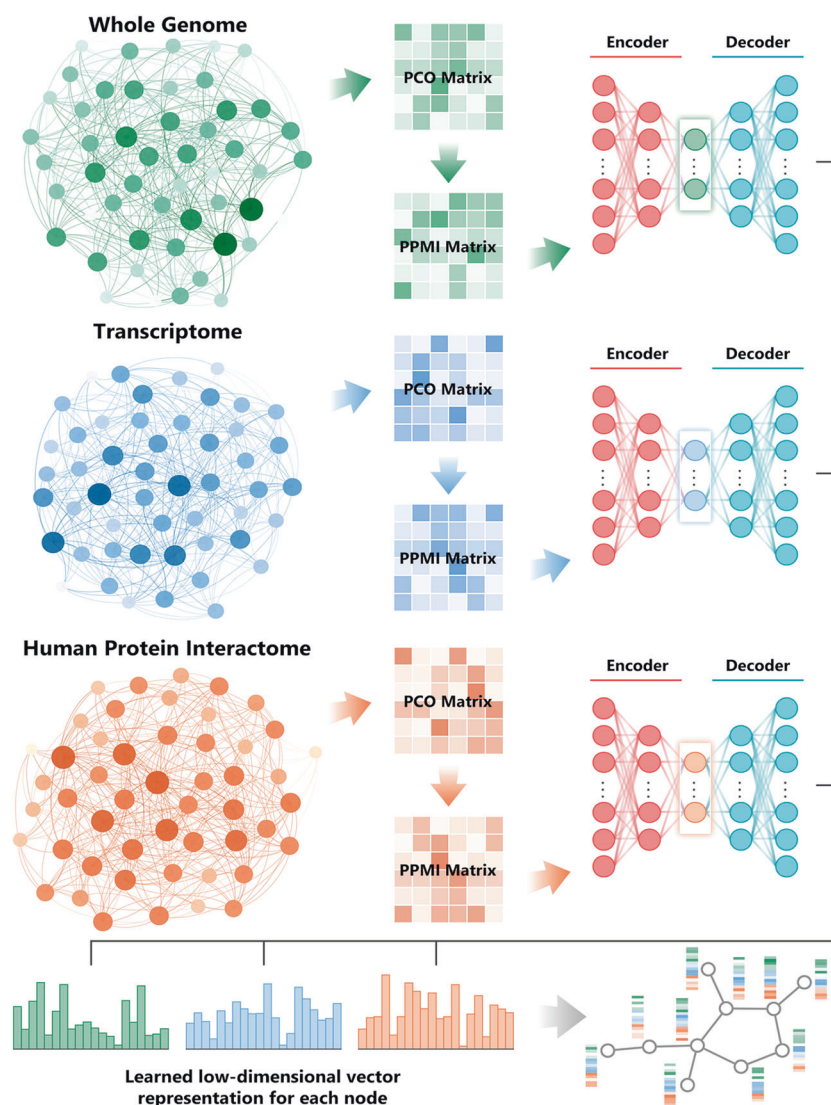 Whole Genome
PCO Matrix
PPMI Matrix
Encoder
Decoder
Transcriptome
PCO Matrix
PPMI Matrix
Encoder
Decoder
Human Protein Interactome
PCO Matrix
PPMI Matrix
Encoder
Decoder
Learned low-dimensional vector
representation for each node